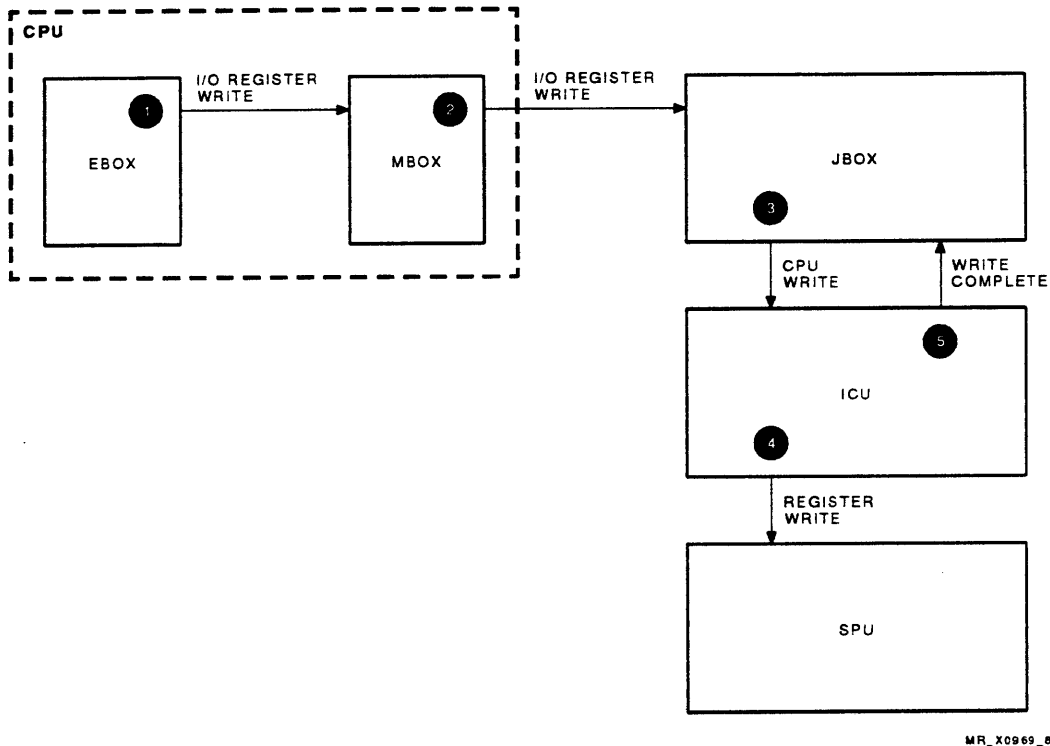 CPU
I/O REGISTER
WRITE
I/O REGISTER
WRITE
1
2
EBOX
MBOX
JBOX
3
CPU
WRITE
WRITE
COMPLETE
5
ICU
4
REGISTER
WRITE
SPU
MR_X0969_8